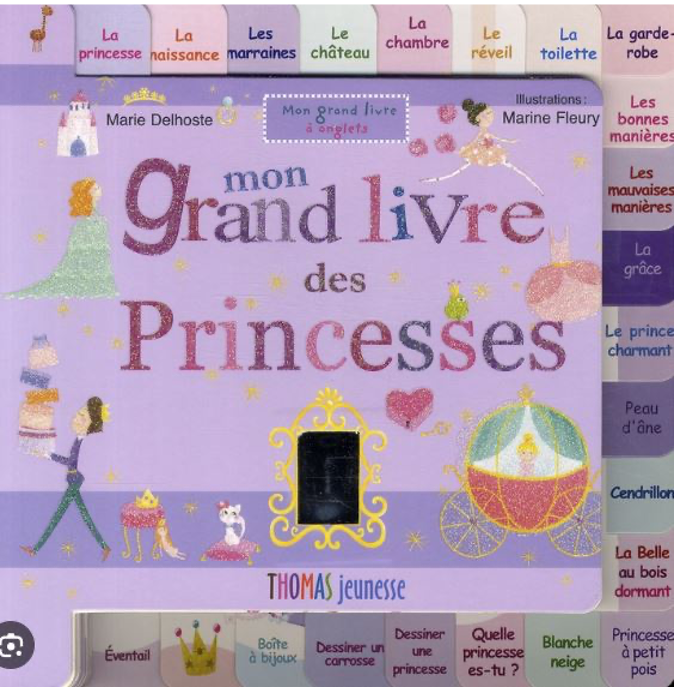 La
princesse
La
naissance
Les
marraines
Le
château
La
chambre
Le
réveil
La
toilette
La garde-
robe
Les
bonnes
manières
Les
mauvaises
manières
La
grâce
Le prince
charmant
Peau
d'âne
Cendrillon
La Belle
au bois
dormant
Princesse
à petit
pois
Marie Delhoste
Mon grand livre
à onglets
Illustrations :
Marine Fleury
mon
grand livre
des
Princesses
THOMAS jeunesse
Éventail
Boîte
à bijoux
Dessiner un
carrosse
Dessiner
une
princesse
Quelle
princesse
es-tu ?
Blanche
neige